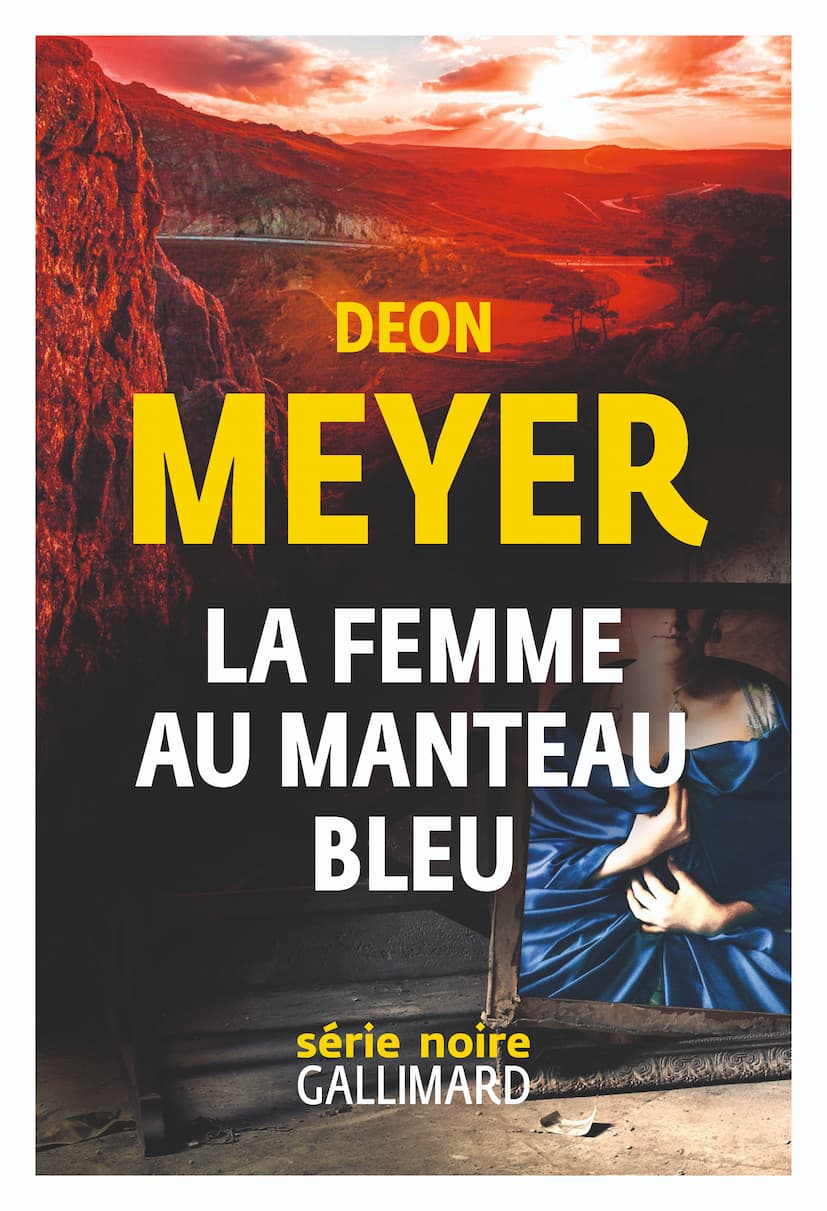 DEON
MEYER
LA FEMME
AU MANTEAU
BLEU
série noire
GALLIMARD